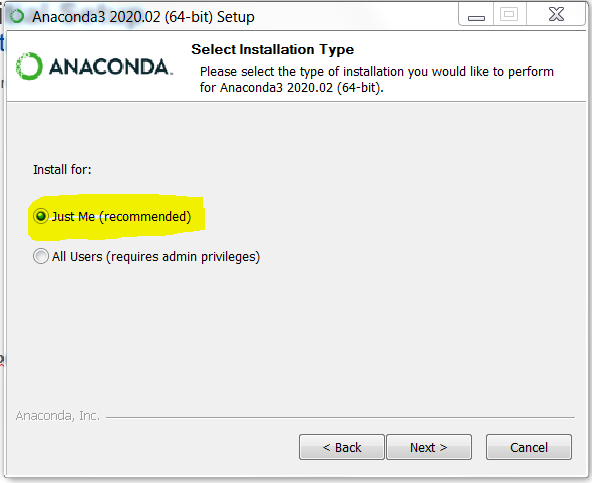 Anaconda3 2020.02 (64-bit) Setup
ANACONDA.
Select Installation Type
Please select the type of installation you would like to perform
for Anaconda3 2020.02 (64-bit).
Install for:
Just Me (recommended)
All Users (requires admin privileges)
Anaconda, Inc.
< Back
Next >
Cancel